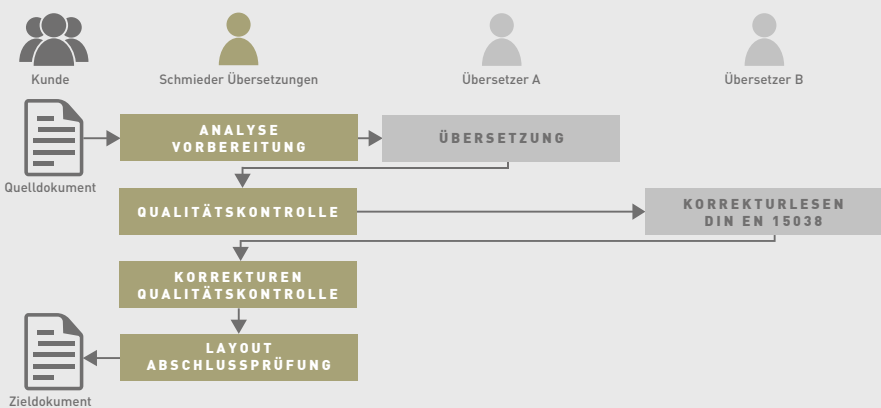 Kunde
Schmieder Übersetzungen
Übersetzer A
Übersetzer B
Quelldokument
ANALYSE
VORBEREITUNG
ÜBERSETZUNG
QUALITÄTSKONTROLLE
KORREKTURLESEN
DIN EN 15038
KORREKTUREN
QUALITÄTSKONTROLLE
LAYOUT
ABSCHLUSSPRÜFUNG
Zieldokument